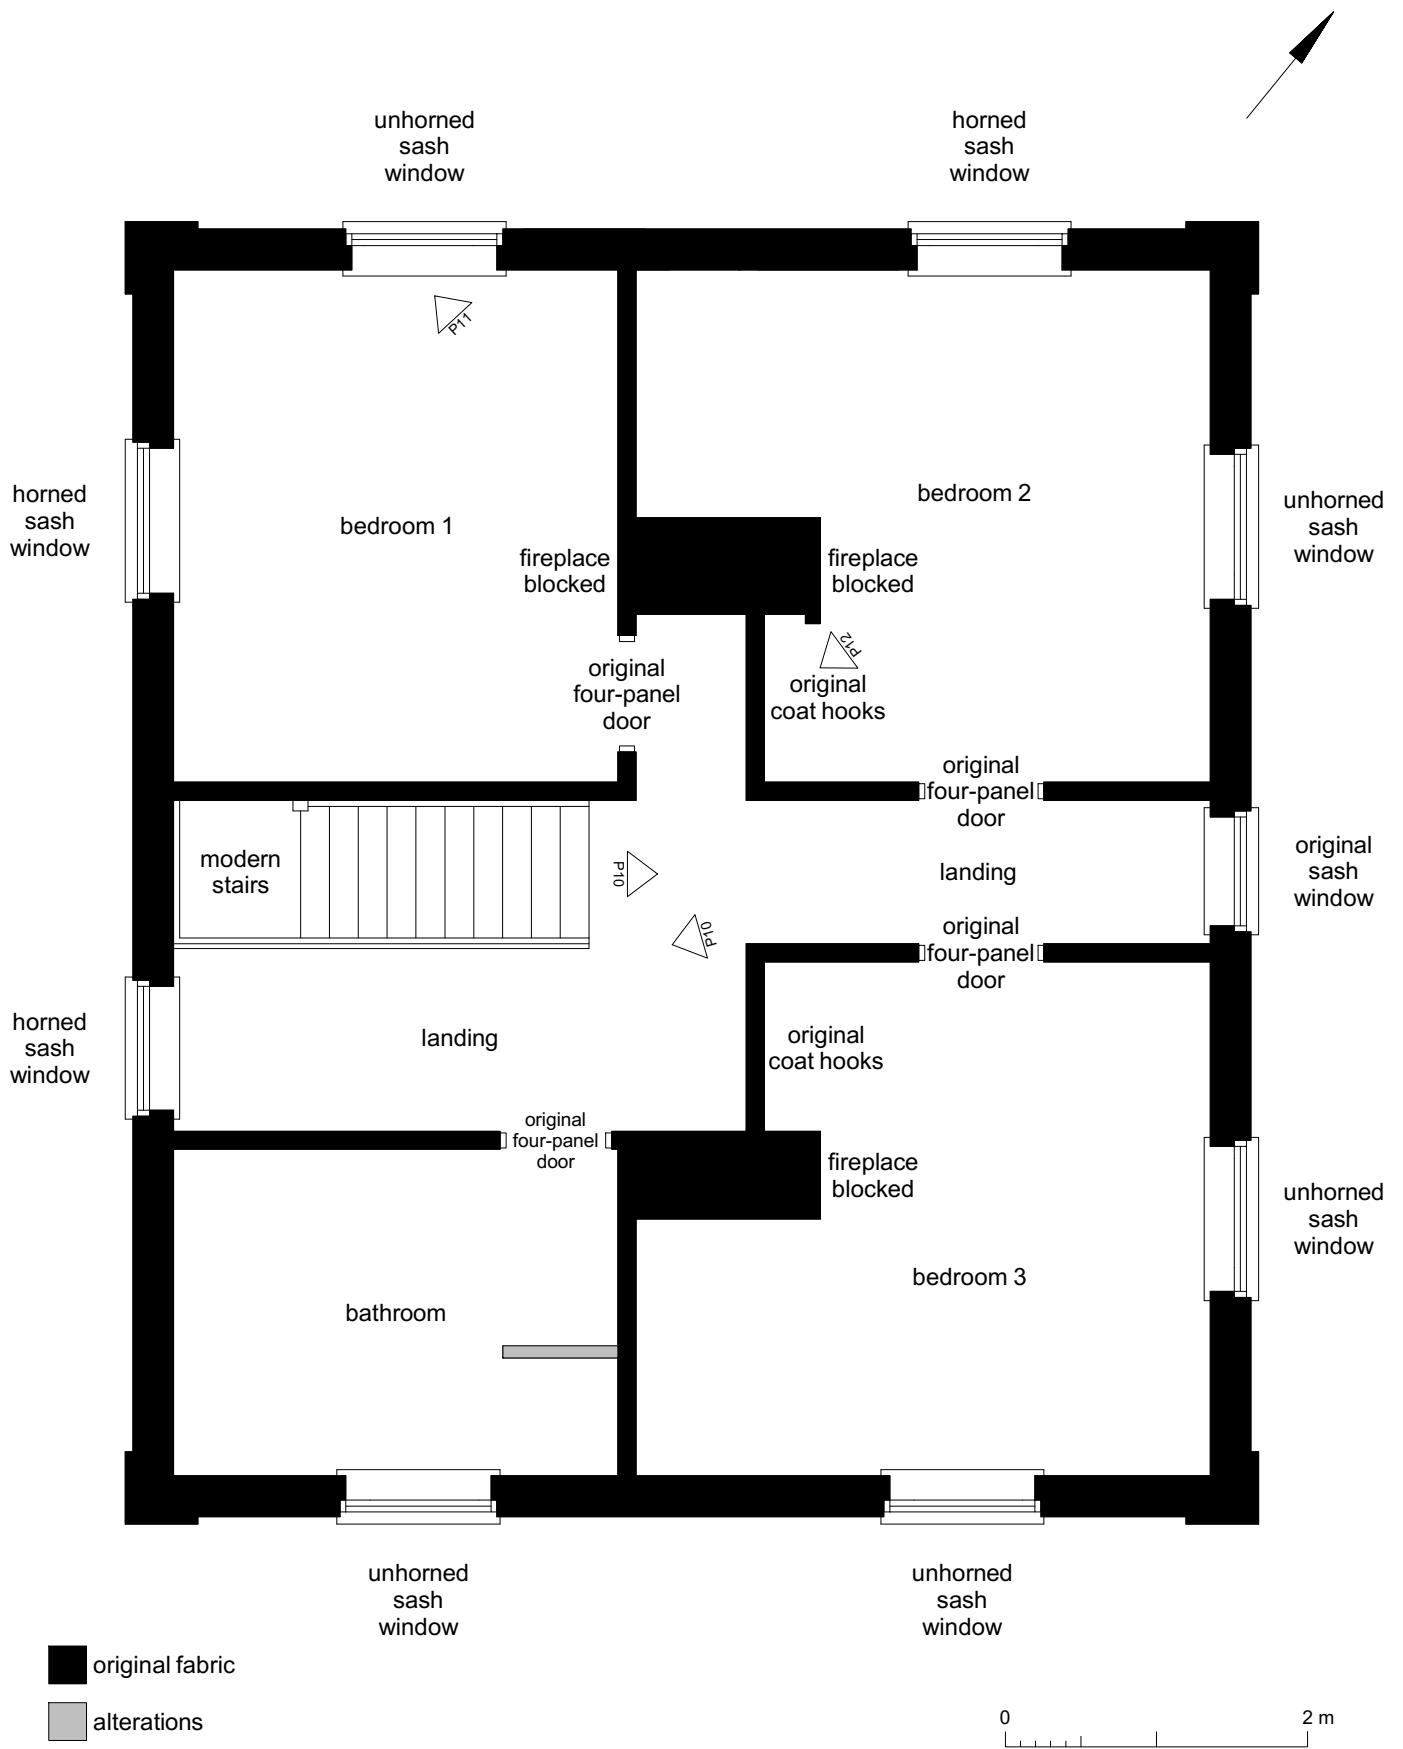 unhorned
sash
window
horned
sash
window
P11
horned
sash
window
bedroom 1
bedroom 2
unhorned
sash
window
fireplace
blocked
fireplace
blocked
P12
original
four-panel
door
original
coat hooks
original
four-panel
door
modern
stairs
P10
landing
original
sash
window
P10
original
four-panel
door
horned
sash
window
landing
original
coat hooks
original
four-panel
door
fireplace
blocked
unhorned
sash
window
bedroom 3
bathroom
unhorned
sash
window
unhorned
sash
window
original fabric
alterations
0
2 m